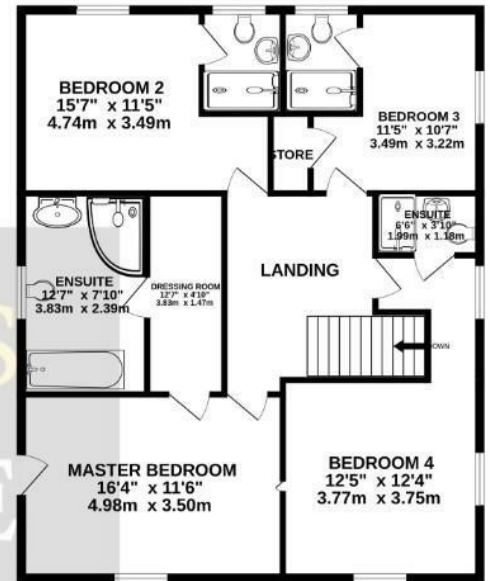 BEDROOM 2
15'7" x 11'5"
4.74m x 3.49m
BEDROOM 3
11'5" x 10'7"
3.49m x 3.22m
STORE
ENSUITE
6'6" x 3'10"
1.99m x 1.18m
LANDING
ENSUITE
12'7" x 7'10"
3.83m x 2.39m
DRESSING ROOM
12'7" x 4'10"
3.83m x 1.47m
DOWN
MASTER BEDROOM
16'4" x 11'6"
4.98m x 3.50m
BEDROOM 4
12'5" x 12'4"
3.77m x 3.75m
S
E